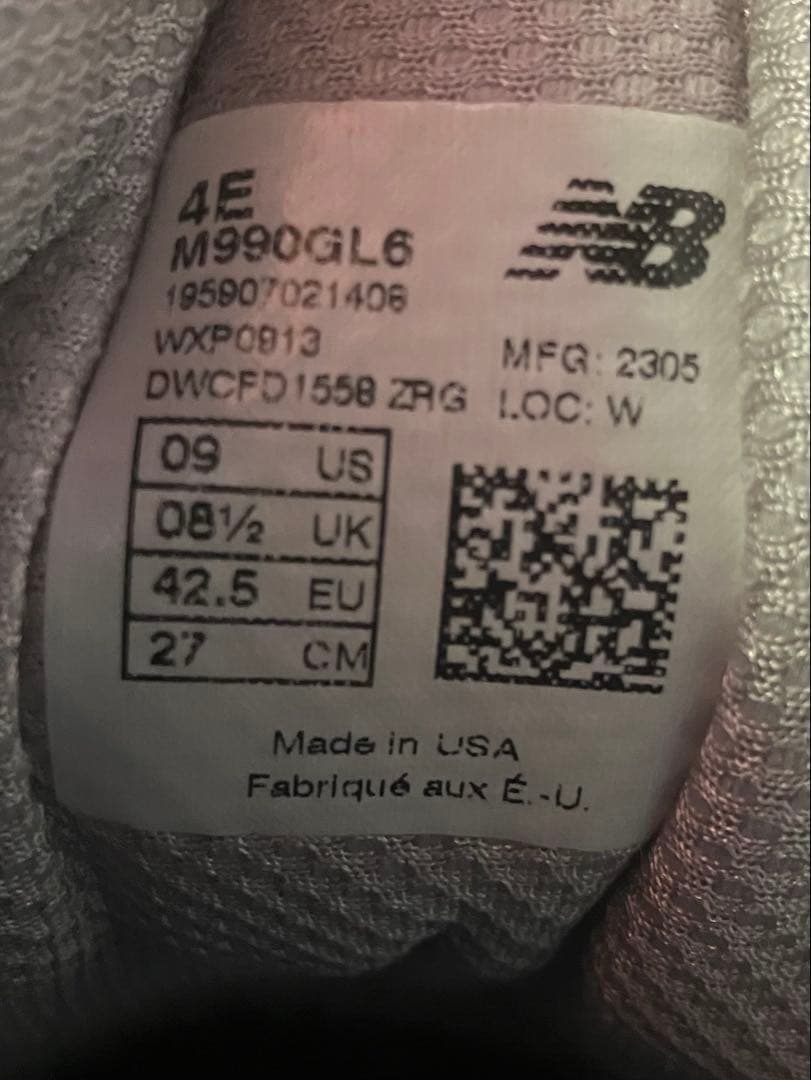 4E
M990GL6
195907021406
WXP0913
DWCFD1558 ZRG
MFG: 2305
LOC: W
09 US
08½ UK
42.5 EU
27 CM
Made in USA
Fabriqué aux É.-U.